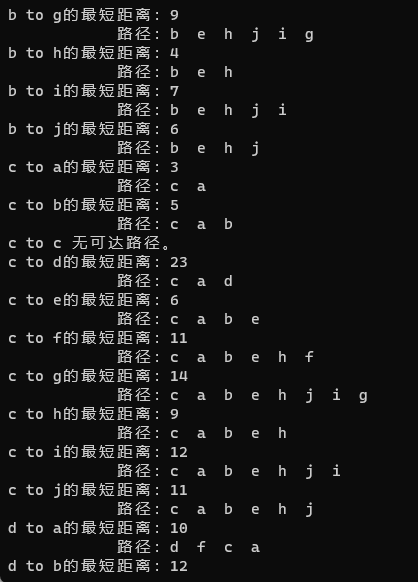 b to g的最短距离: 9
路径: b e h j i g
b to h的最短距离: 4
路径: b e h
b to i的最短距离: 7
路径: b e h j i
b to j的最短距离: 6
路径: b e h j
c to a的最短距离: 3
路径: c a
c to b的最短距离: 5
路径: c a b
c to c 无可达路径。
c to d的最短距离: 23
路径: c a d
c to e的最短距离: 6
路径: c a b e
c to f的最短距离: 11
路径: c a b e h f
c to g的最短距离: 14
路径: c a b e h j i g
c to h的最短距离: 9
路径: c a b e h
c to i的最短距离: 12
路径: c a b e h j i
c to j的最短距离: 11
路径: c a b e h j
d to a的最短距离: 10
路径: d f c a
d to b的最短距离: 12